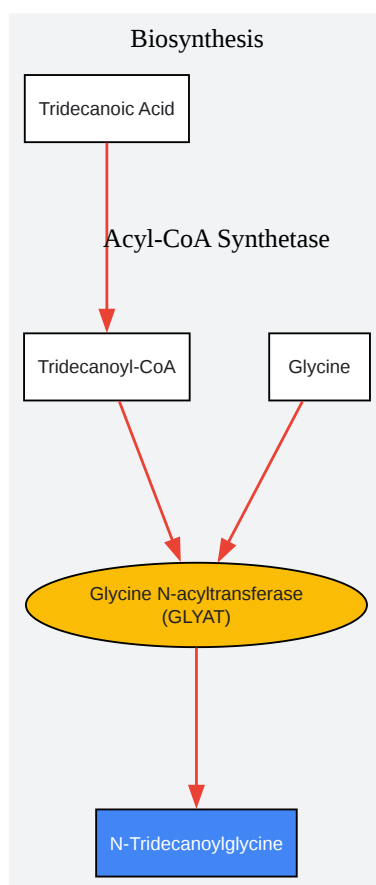 Biosynthesis
Tridecanoic Acid
Acyl-CoA Synthetase
Tridecanoyl-CoA
Glycine
Glycine N-acyltransferase
(GLYAT)
N-Tridecanoylglycine